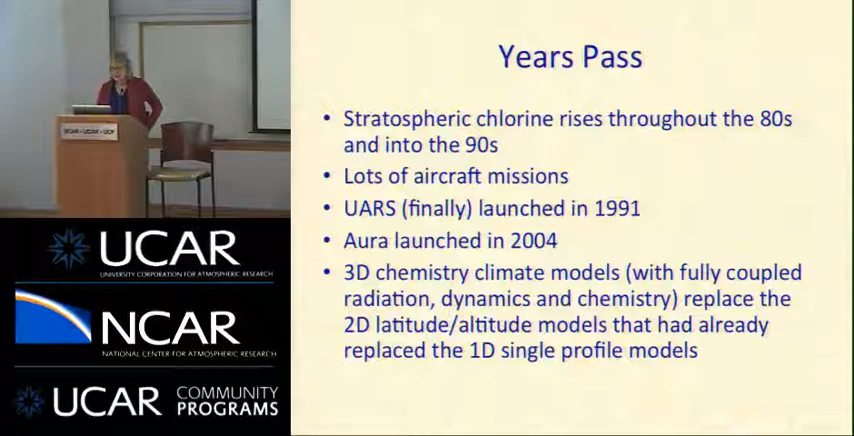 NCAR • UCAR • UCP
UCAR
UNIVERSITY CORPORATION FOR ATMOSPHERIC RESEARCH
NCAR
NATIONAL CENTER FOR ATMOSPHERIC RESEARCH
UCAR COMMUNITY
PROGRAMS
Years Pass
• Stratospheric chlorine rises throughout the 80s
and into the 90s
• Lots of aircraft missions
• UARS (finally) launched in 1991
• Aura launched in 2004
• 3D chemistry climate models (with fully coupled
radiation, dynamics and chemistry) replace the
2D latitude/altitude models that had already
replaced the 1D single profile models